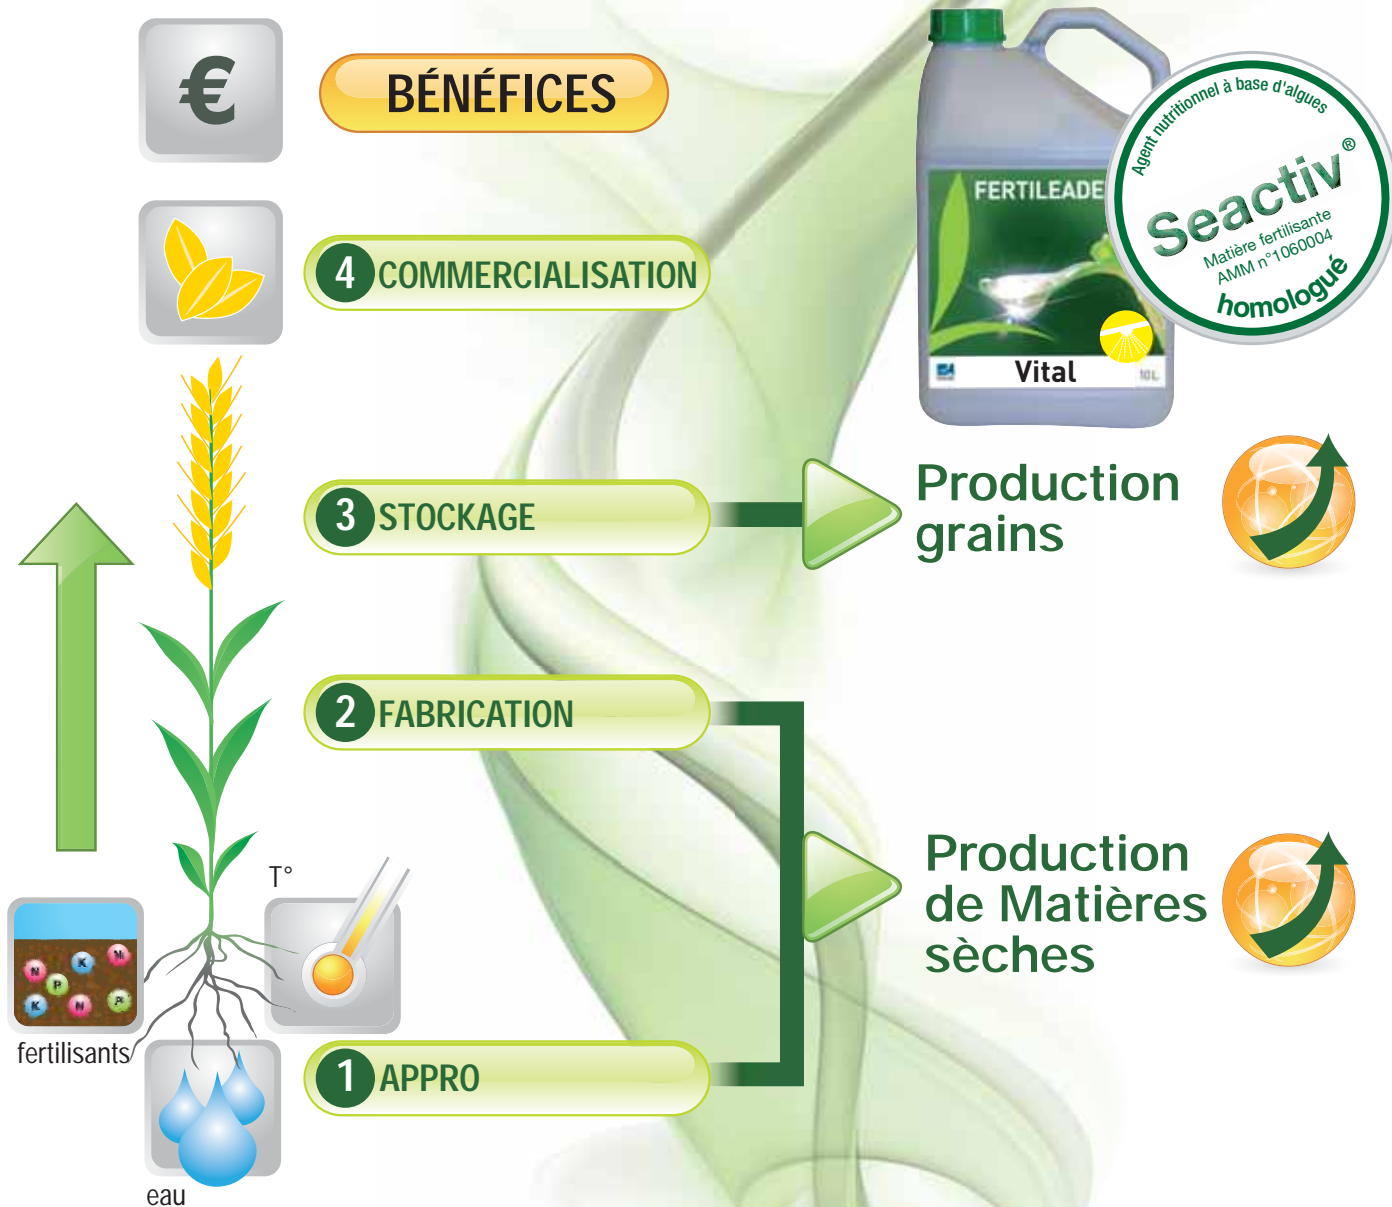 €
BÉNÉFICES
Agent nutritionnel à base d'algues
Seactiv®
Matière fertilisante
AMM n°1060004
homologué
FERTILEADE
Vital
10L
4 COMMERCIALISATION
3 STOCKAGE
Production
grains
2 FABRICATION
Production
de Matières
sèches
T°
N K N
P
K N P
fertilisants
1 APPRO
eau